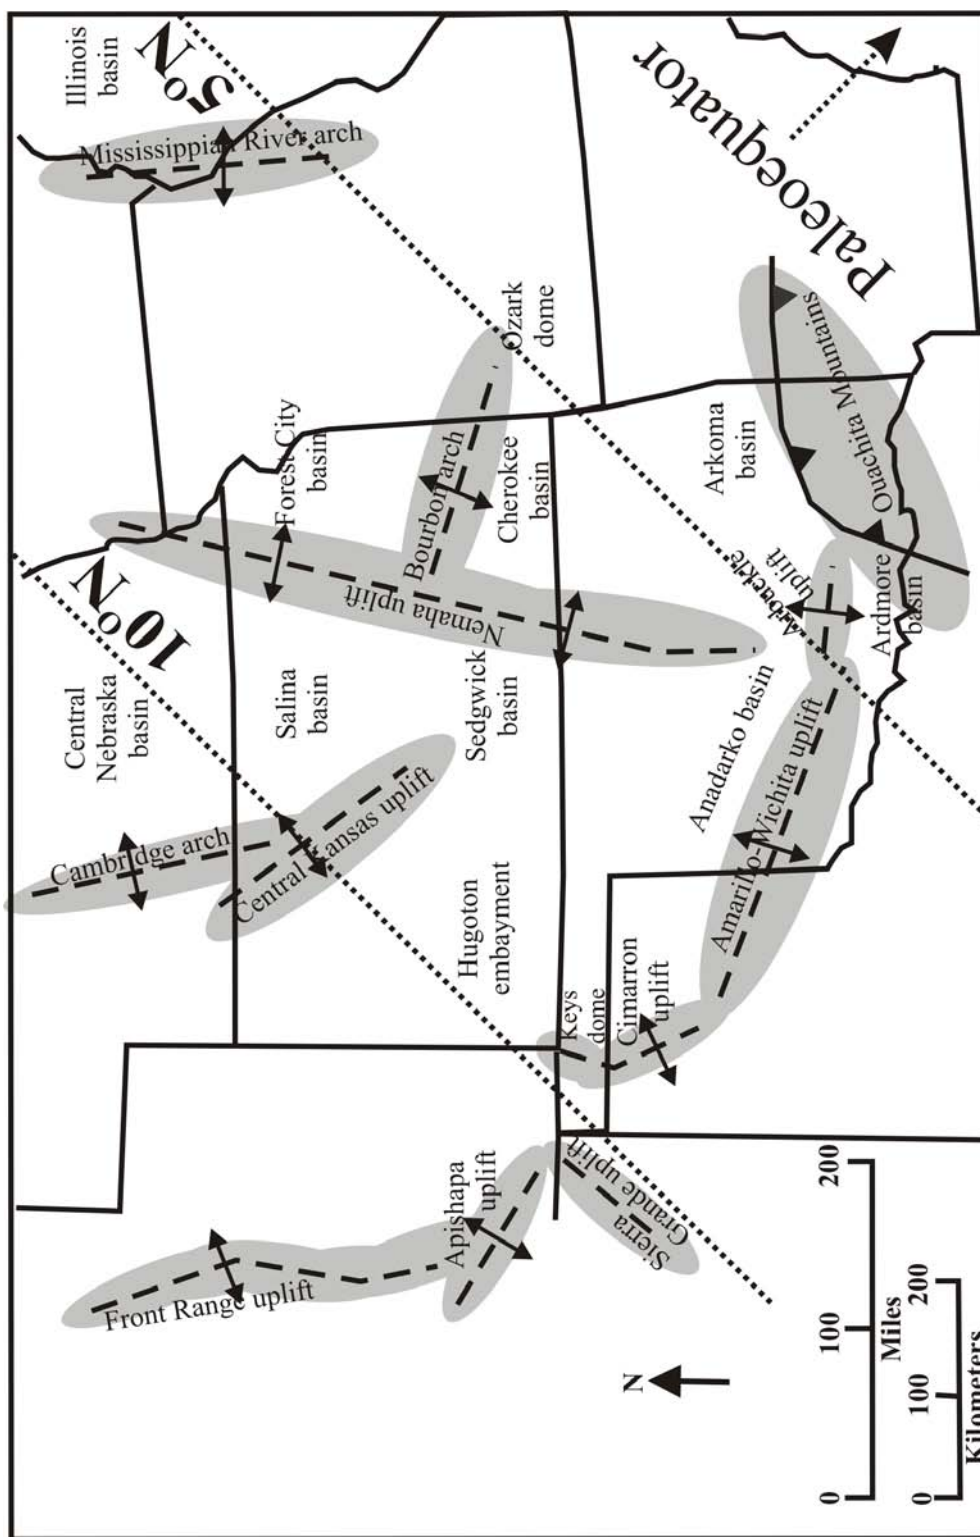 Illinois
basin
5° N
Mississippian River arch
Paleoequator
Ozark
dome
Forest City
basin
Bourbon arch
Cherokee
basin
Arkoma
basin
Ouachita Mountains
10° N
Nemaha uplift
Arbuckle
uplift
Ardmore
basin
Central
Nebraska
basin
Salina
basin
Sedgwick
basin
Anadarko basin
Cambridge arch
Central Kansas uplift
Amarillo-Wichita uplift
Hugoton
embayment
Keys
dome
Cimarron
uplift
Apishapa
uplift
Sierra
Grande uplift
Front Range uplift
N
0 100 200
Miles
0 100 200
Kilometers